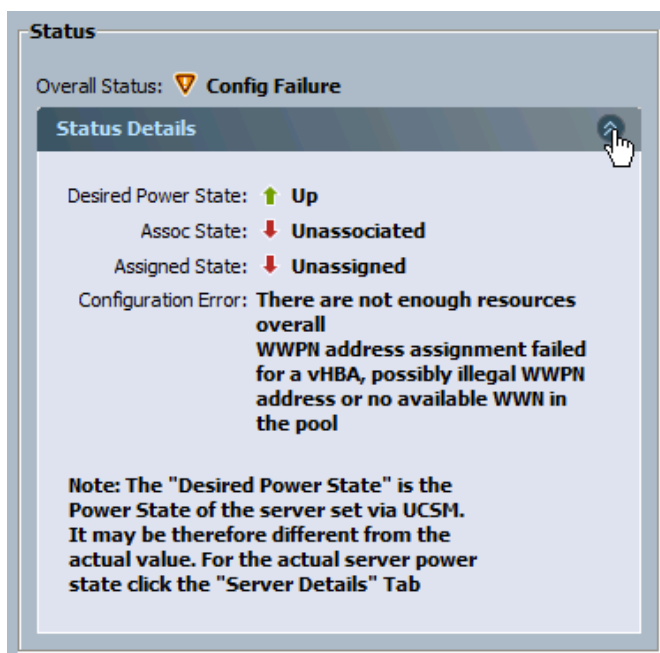 Status
Overall Status: Config Failure
Status Details
Desired Power State: Up
Assoc State: Unassociated
Assigned State: Unassigned
Configuration Error: There are not enough resources
overall
WWPN address assignment failed
for a vHBA, possibly illegal WWPN
address or no available WWN in
the pool
Note: The "Desired Power State" is the
Power State of the server set via UCSM.
It may be therefore different from the
actual value. For the actual server power
state click the "Server Details" Tab